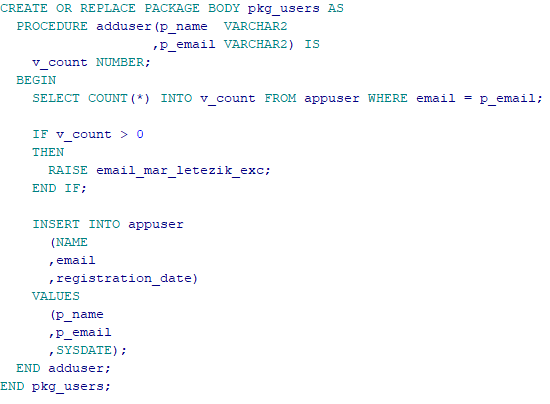 CREATE OR REPLACE PACKAGE BODY pkg_users AS
  PROCEDURE adduser(p_name  VARCHAR2
                   ,p_email VARCHAR2) IS
    v_count NUMBER;
  BEGIN
    SELECT COUNT(*) INTO v_count FROM appuser WHERE email = p_email;

    IF v_count > 0
    THEN
      RAISE email_mar_letezik_exc;
    END IF;

    INSERT INTO appuser
      (NAME
      ,email
      ,registration_date)
    VALUES
      (p_name
      ,p_email
      ,SYSDATE);
  END adduser;
END pkg_users;